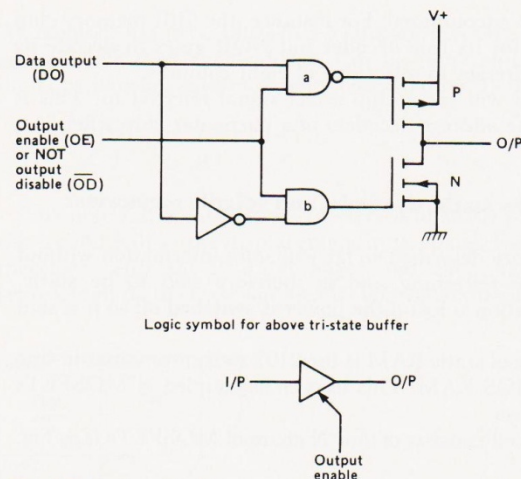 V+
Data output
(DO)
a
P
Output
enable (OE)
or NOT
output
disable (OD)
O/P
b
N
Logic symbol for above tri-state buffer
I/P
O/P
Output
enable